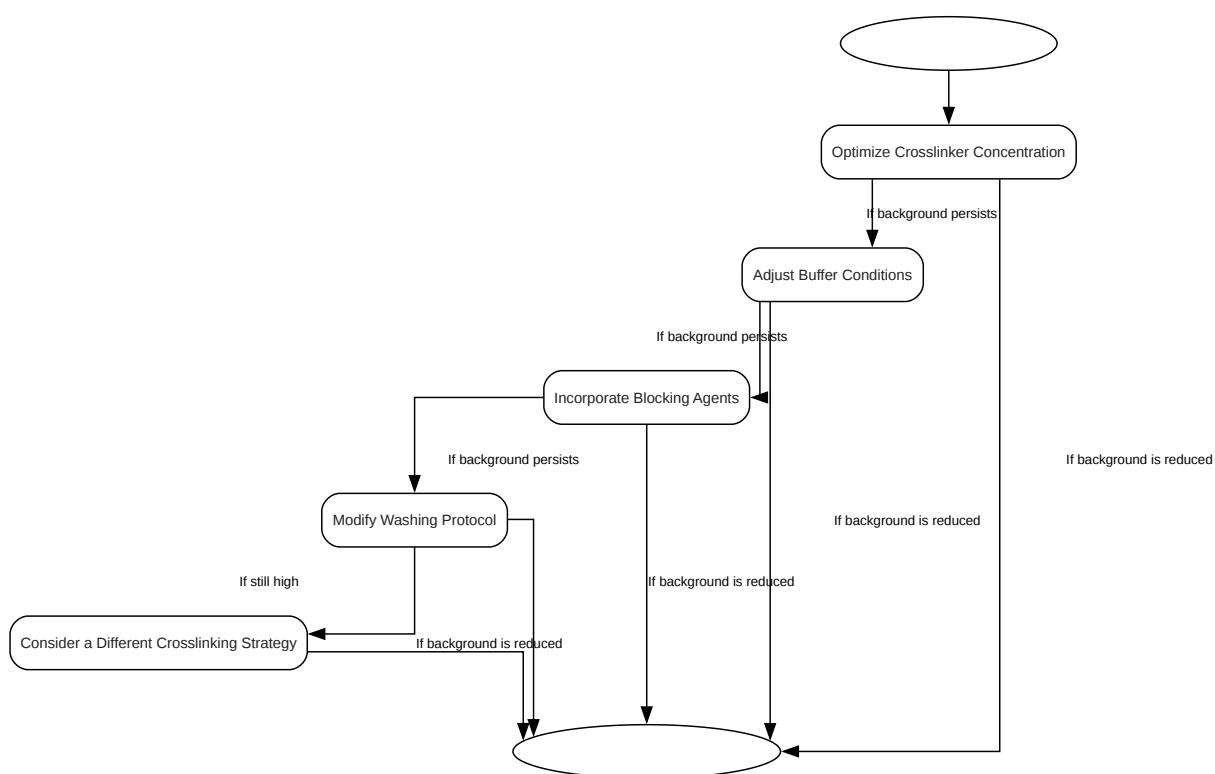 Optimize Crosslinker Concentration
If background persists
Adjust Buffer Conditions
If background persists
Incorporate Blocking Agents
If background persists
If background is reduced
Modify Washing Protocol
If background is reduced
If still high
If background is reduced
Consider a Different Crosslinking Strategy
If background is reduced